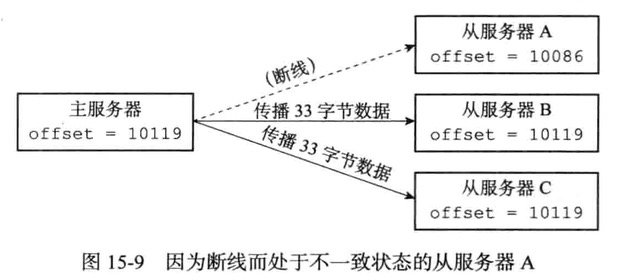 从服务器 A
offset = 10086
(断线)
主服务器
offset = 10119
传播 33 字节数据
从服务器 B
offset = 10119
传播 33 字节数据
从服务器 C
offset = 10119
图 15-9 因为断线而处于不一致状态的从服务器 A